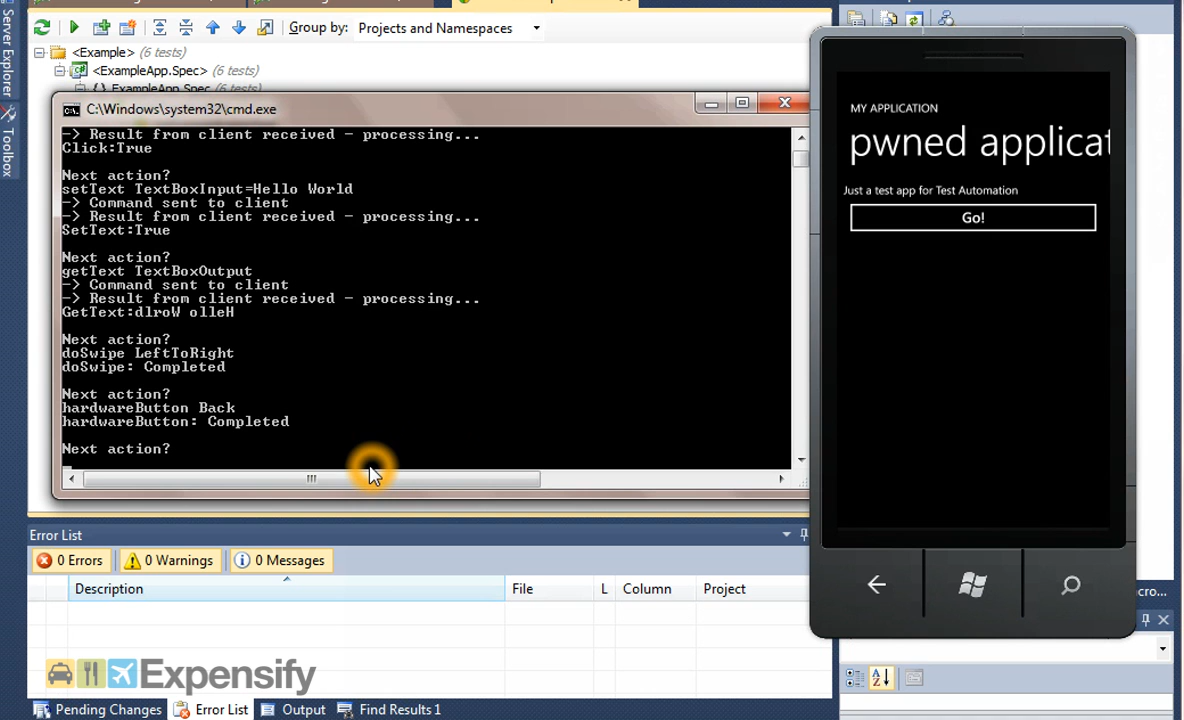 Server Explorer
Toolbox
Group by: Projects and Namespaces
<Example> (6 tests)
<ExampleApp.Spec> (6 tests)
{ } ExampleApp.Spec (6 tests)
C:\Windows\system32\cmd.exe
-> Result from client received - processing...
Click:True
Next action?
setText TextBoxInput=Hello World
-> Command sent to client
-> Result from client received - processing...
SetText:True
Next action?
getText TextBoxOutput
-> Command sent to client
-> Result from client received - processing...
GetText:dlroW olleH
Next action?
doSwipe LeftToRight
doSwipe: Completed
Next action?
hardwareButton Back
hardwareButton: Completed
Next action?
MY APPLICATION
pwned applicat
Just a test app for Test Automation
Go!
Error List
0 Errors
0 Warnings
0 Messages
Description File L Column Project
cro...
Expensify
Pending Changes Error List Output Find Results 1